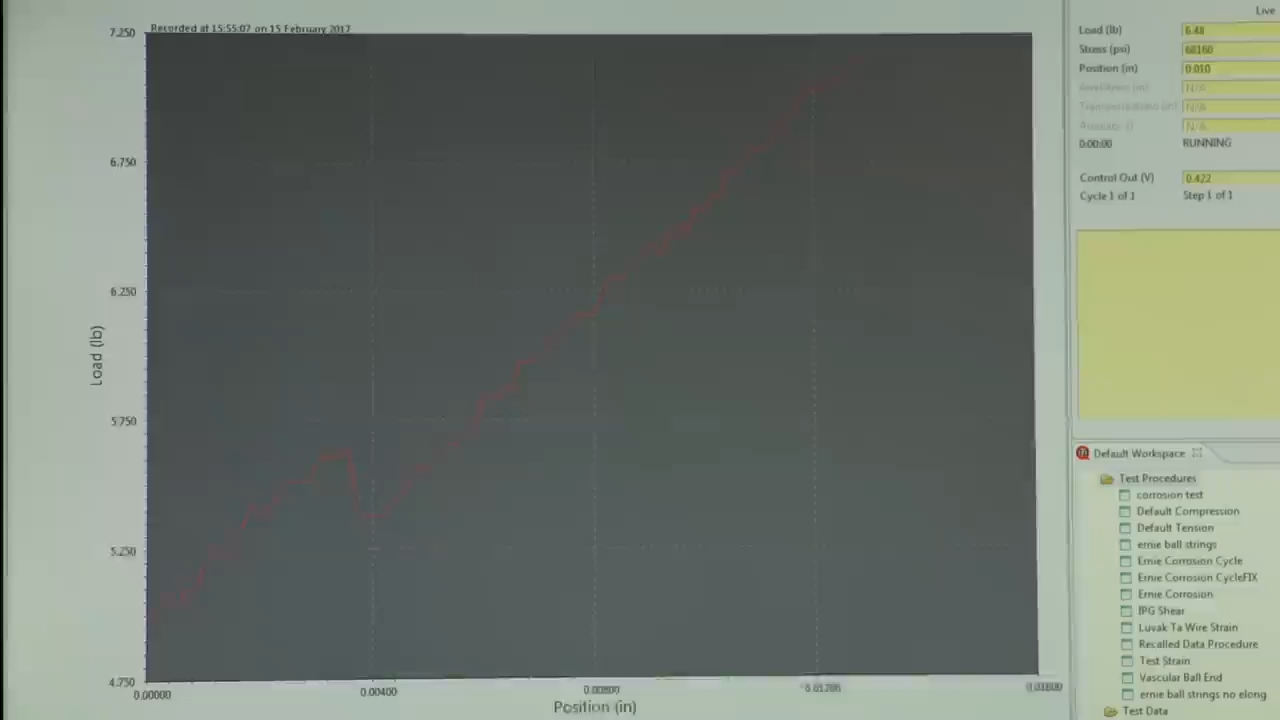 Recorded at 15:55:07 on 15 February 2017
7.250
6.750
6.250
5.750
5.250
4.750
Load (lb)
0.00000
0.00400
0.00800
0.01600
Position (in)
Live
Load (lb)
6.48
Stress (psi)
68160
Position (in)
0.010
N/A
N/A
N/A
0:00:00
RUNNING
Control Out (V)
0.422
Cycle 1 of 1
Step 1 of 1
Default Workspace
Test Procedures
corrosion test
Default Compression
Default Tension
ernie ball strings
Ernie Corrosion Cycle
Ernie Corrosion CycleFIX
Ernie Corrosion
IPG Shear
Luvak Ta Wire Strain
Recalled Data Procedure
Test Strain
Vascular Ball End
ernie ball strings no elong
Test Data